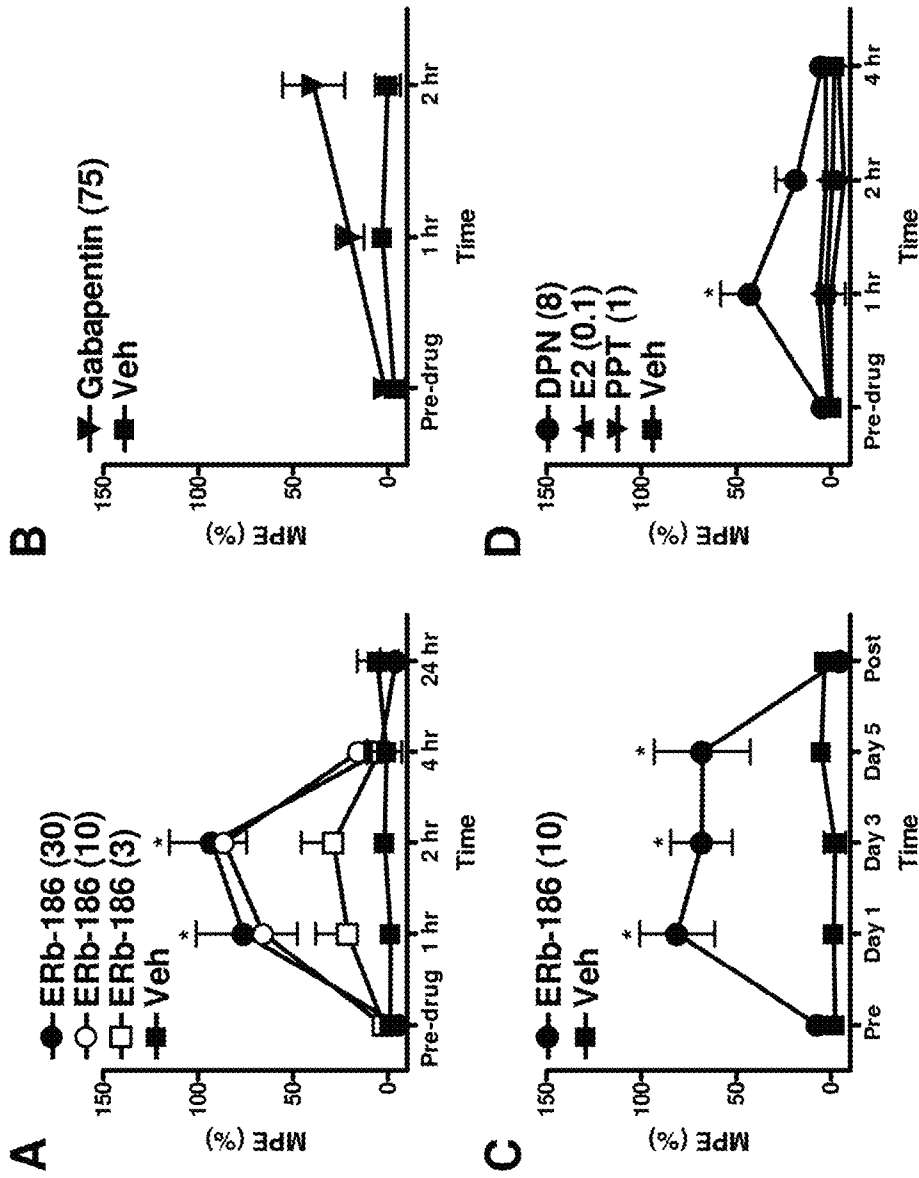 A
ERb-186 (30)
ERb-186 (10)
ERb-186 (3)
Veh
150
100
50
0
MPE (%)
*
*
Pre-drug 1 hr 2 hr 4 hr 24 hr
Time
B
Gabapentin (75)
Veh
150
100
50
0
MPE (%)
Pre-drug 1 hr 2 hr
Time
C
ERb-186 (10)
Veh
150
100
50
0
MPE (%)
*
*
*
Pre Day 1 Day 3 Day 5 Post
Time
D
DPN (8)
E2 (0.1)
PPT (1)
Veh
150
100
50
0
MPE (%)
*
Pre-drug 1 hr 2 hr 4 hr
Time